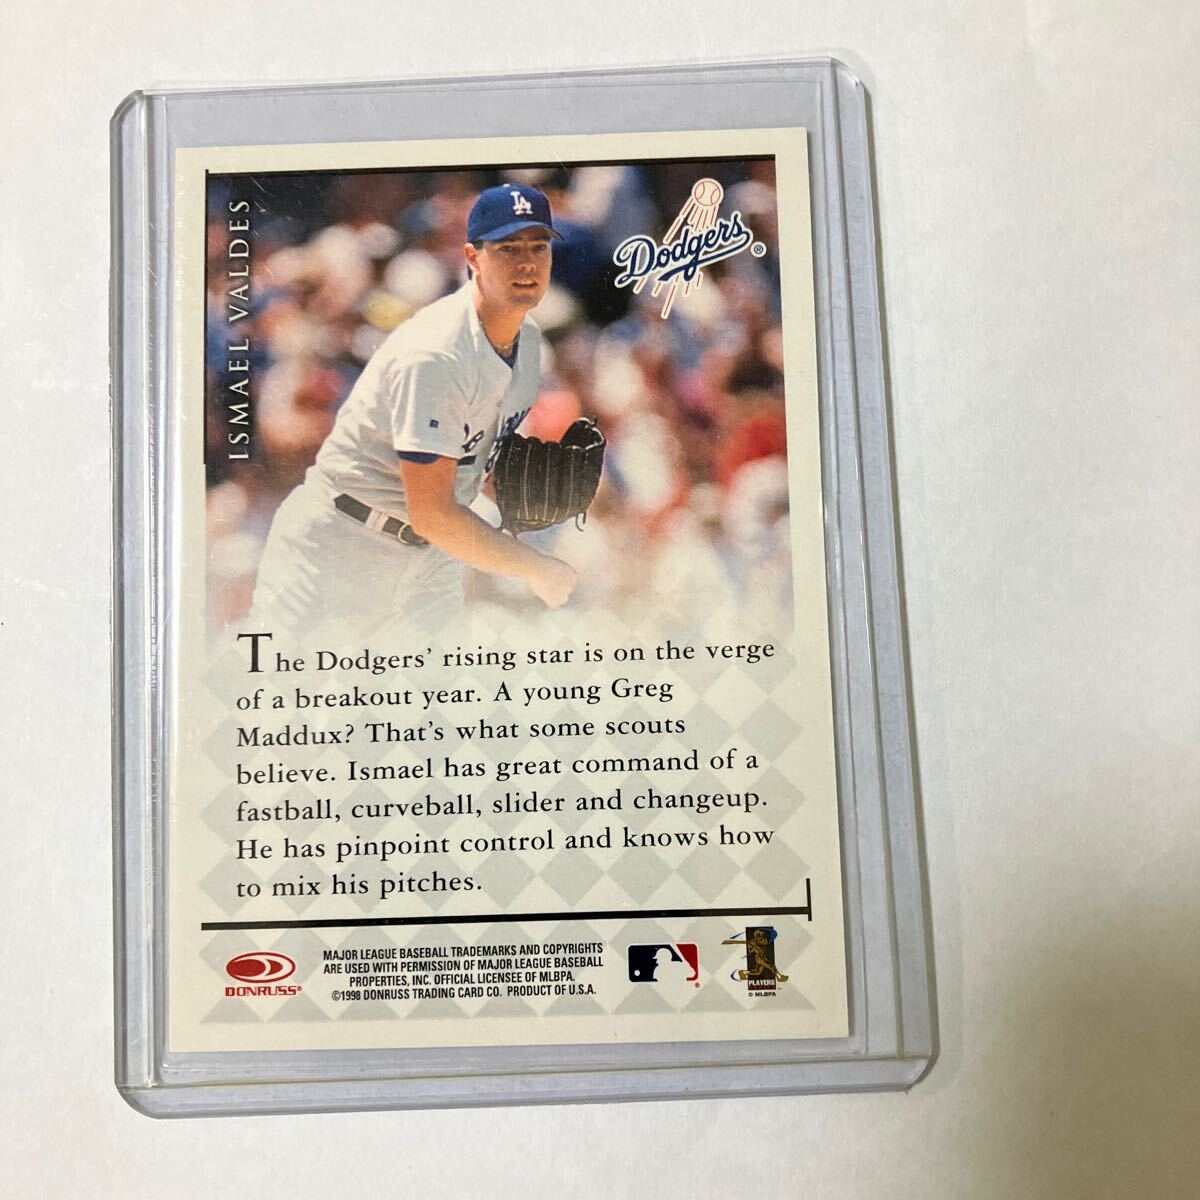 ISMAEL VALDES
LA
Dodgers®
The Dodgers' rising star is on the verge
of a breakout year. A young Greg
Maddux? That's what some scouts
believe. Ismael has great command of a
fastball, curveball, slider and changeup.
He has pinpoint control and knows how
to mix his pitches.
DONRUSS®
MAJOR LEAGUE BASEBALL TRADEMARKS AND COPYRIGHTS
ARE USED WITH PERMISSION OF MAJOR LEAGUE BASEBALL
PROPERTIES, INC. OFFICIAL LICENSEE OF MLBPA.
©1998 DONRUSS TRADING CARD CO. PRODUCT OF U.S.A.
PLAYERS
© MLBPA